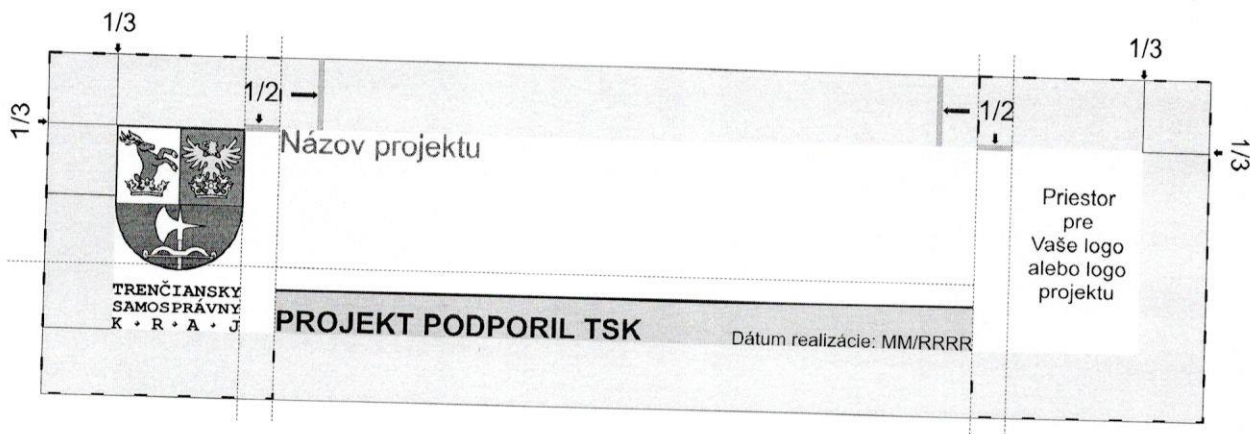 1/3
1/3
1/3
1/2
1/2
1/3
Názov projektu
Priestor
pre
Vaše logo
alebo logo
projektu
TRENČIANSKY
SAMOSPRÁVNY
K · R · A · J
PROJEKT PODPORIL TSK
Dátum realizácie: MM/RRRR